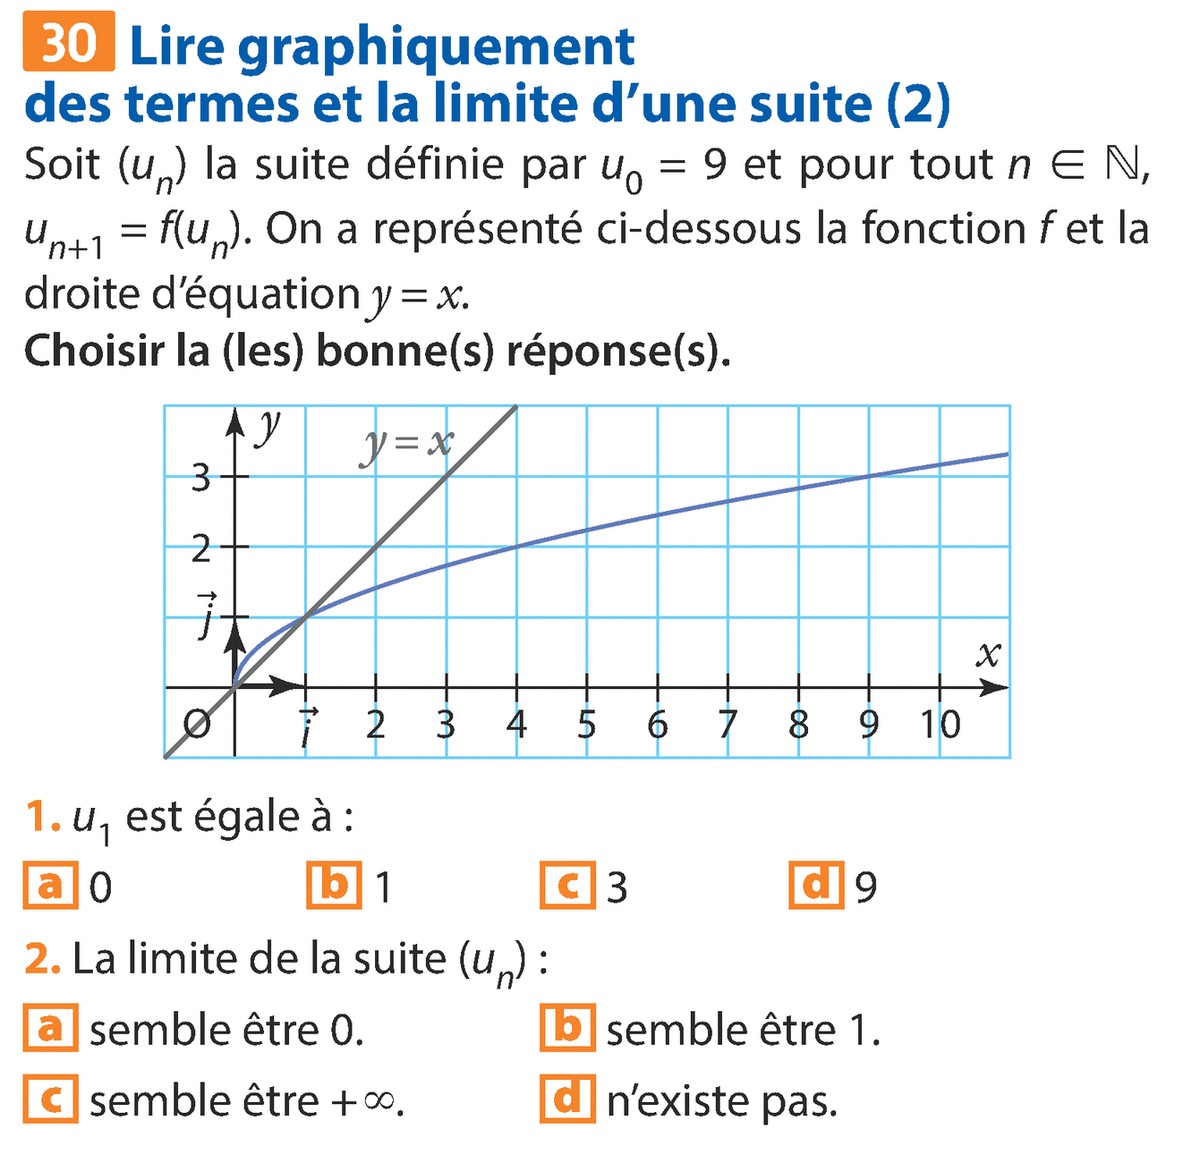 30 Lire graphiquement
des termes et la limite d’une suite (2)
Soit (uₙ) la suite définie par u₀ = 9 et pour tout n ∈ ℕ,
uₙ₊₁ = f(uₙ). On a représenté ci-dessous la fonction f et la
droite d’équation y = x.
Choisir la (les) bonne(s) réponse(s).
y
y = x
3
2
j⃗
x
O i⃗ 2 3 4 5 6 7 8 9 10
1. u₁ est égale à :
a 0 b 1 c 3 d 9
2. La limite de la suite (uₙ) :
a semble être 0. b semble être 1.
c semble être +∞. d n’existe pas.